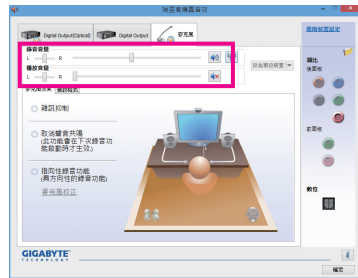 瑞昱高傳真音效
Digital Output(Optical)
Digital Output
麥克風
裝置進階設定
錄音音量
L
R
設為預設裝置
播放音量
L
R
麥克風效果
預設格式
雜訊抑制
取消聲音共鳴
(此功能會在下次錄音功
能啟動時才生效.)
指向性錄音功能
(具方向性的錄音功能)
麥克風校正
類比
後面板
前面板
數位
GIGABYTE
TECHNOLOGY
確定